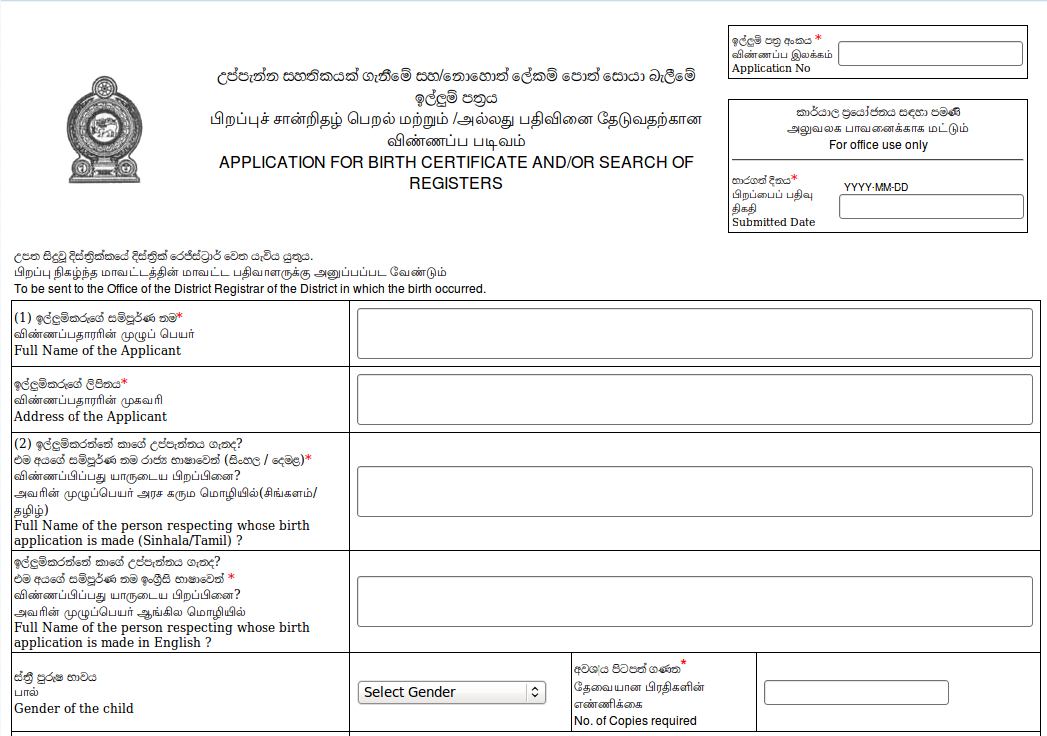 ඉල්ලුම් පත්‍ර අංකය *
விண்ணப்ப இலக்கம்
Application No
උප්පැන්න සහතිකයක් ගැනීමේ සහ/නොහොත් ලේකම් පොත් සොයා බැලීමේ
ඉල්ලුම් පත්‍රය
பிறப்புச் சான்றிதழ் பெறல் மற்றும் /அல்லது பதிவினை தேடுவதற்கான
விண்ணப்ப படிவம்
APPLICATION FOR BIRTH CERTIFICATE AND/OR SEARCH OF
REGISTERS
කාර්යාල ප්‍රයෝජනය සඳහා පමණි
அலுவலக பாவனைக்காக மட்டும்
For office use only
භාරගත් දිනය*
பிறப்பைப் பதிவு
திகதி
Submitted Date
YYYY-MM-DD
උපත සිදුවූ දිස්ත්‍රික්කයේ දිස්ත්‍රික් රෙජිස්ට්‍රාර් වෙත යැවිය යුතුය.
பிறப்பு நிகழ்ந்த மாவட்டத்தின் மாவட்ட பதிவாளருக்கு அனுப்பப்பட வேண்டும்
To be sent to the Office of the District Registrar of the District in which the birth occurred.
(1) ඉල්ලුම්කරුගේ සම්පූර්ණ නම*
விண்ணப்பதாரரின் முழுப் பெயர்
Full Name of the Applicant
ඉල්ලුම්කරුගේ ලිපිනය*
விண்ணப்பதாரரின் முகவரி
Address of the Applicant
(2) ඉල්ලුම්කරන්නේ කාගේ උප්පැන්නය ගැනද?
එම අයගේ සම්පූර්ණ නම රාජ්‍ය භාෂාවෙන් (සිංහල / දෙමළ)*
விண்ணப்பிப்பது யாருடைய பிறப்பினை?
அவரின் முழுப்பெயர் அரச கரும மொழியில்(சிங்களம்/
தமிழ்)
Full Name of the person respecting whose birth
application is made (Sinhala/Tamil) ?
ඉල්ලුම්කරන්නේ කාගේ උප්පැන්නය ගැනද?
එම අයගේ සම්පූර්ණ නම ඉංග්‍රීසි භාෂාවෙන් *
விண்ணப்பிப்பது யாருடைய பிறப்பினை?
அவரின் முழுப்பெயர் ஆங்கில மொழியில்
Full Name of the person respecting whose birth
application is made in English ?
ස්ත්‍රී පුරුෂ භාවය
பால்
Gender of the child
Select Gender
අවශ්‍ය පිටපත් ගණන*
தேவையான பிரதிகளின்
எண்ணிக்கை
No. of Copies required